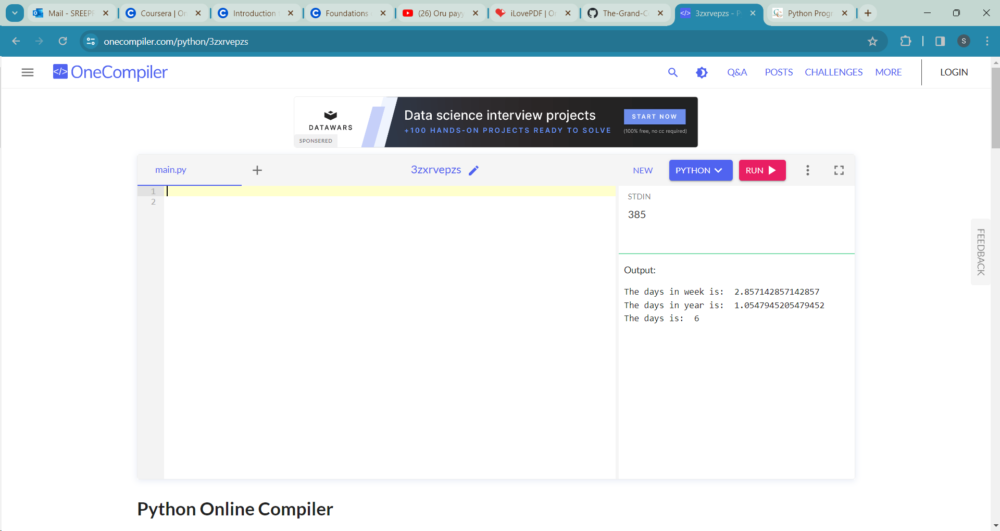 Mail - SREEPF
Coursera | On
Introduction t
Foundations
(26) Oru payy
iLovePDF | On
The-Grand-C
3zxrvepzs - P
Python Progr
onecompiler.com/python/3zxrvepzs
S
</> OneCompiler
Q&A
POSTS
CHALLENGES
MORE
LOGIN
DATAWARS
SPONSERED
Data science interview projects
+100 HANDS-ON PROJECTS READY TO SOLVE
START NOW
(100% free, no cc required)
main.py
3zxrvepzs
NEW
PYTHON
RUN
1
2
STDIN
385
FEEDBACK
Output:
The days in week is:  2.857142857142857
The days in year is:  1.0547945205479452
The days is:  6
Python Online Compiler